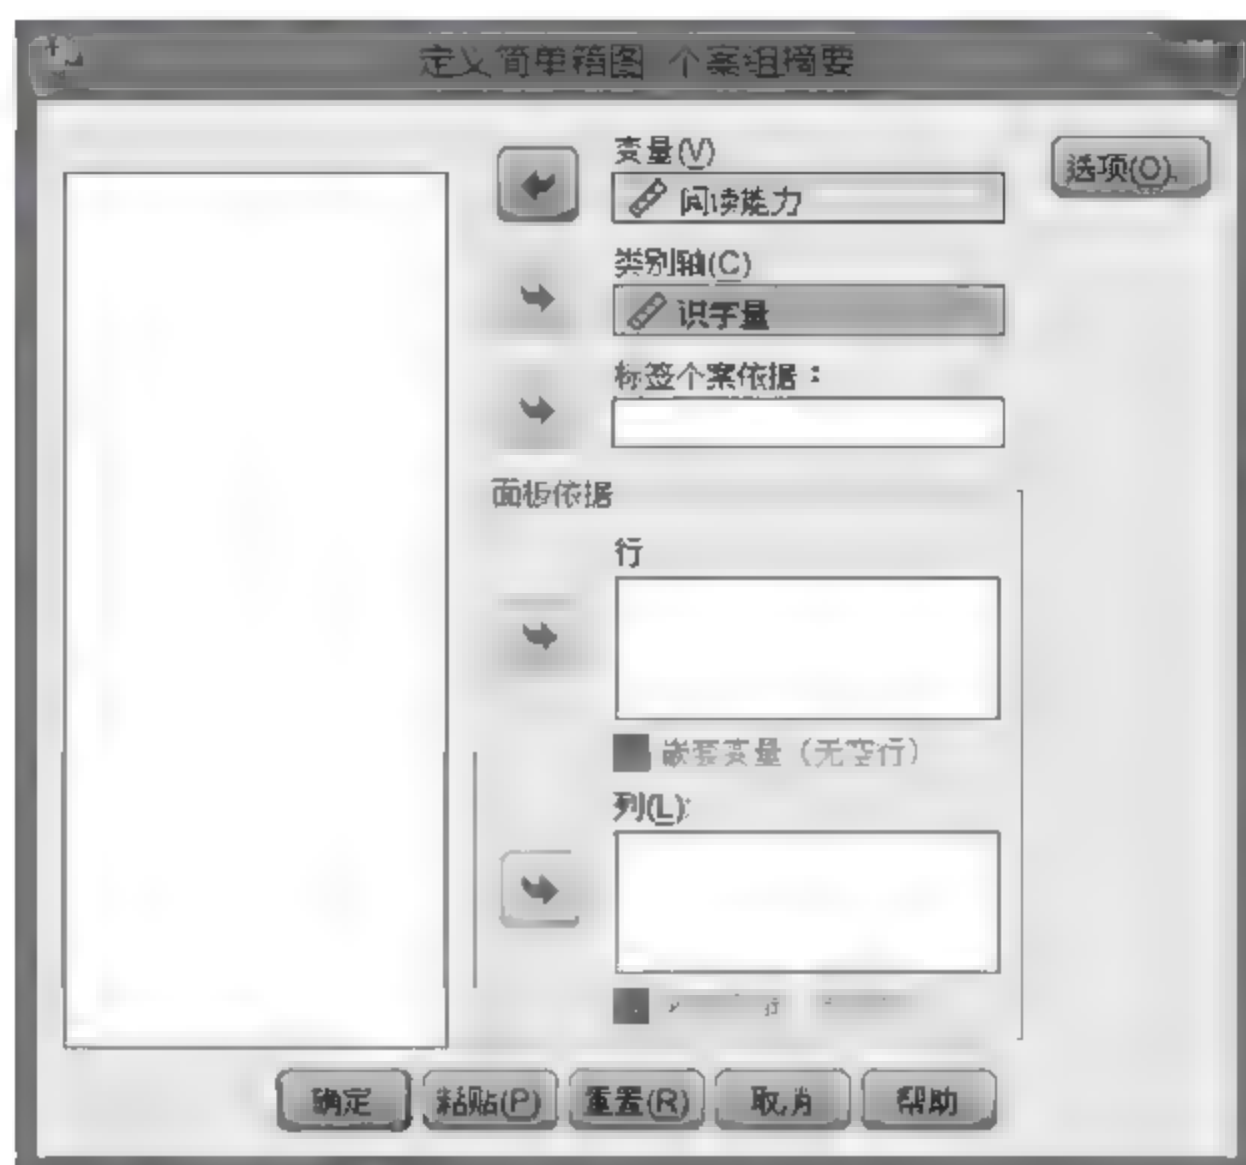 定义简单箱图 个案组摘要
变量(V)
阅读能力
选项(O)
类别轴(C)
识字量
标签个案依据：
面板依据
行
嵌套变量（无空行）
列(L):
确定 粘贴(P) 重置(R) 取消 帮助